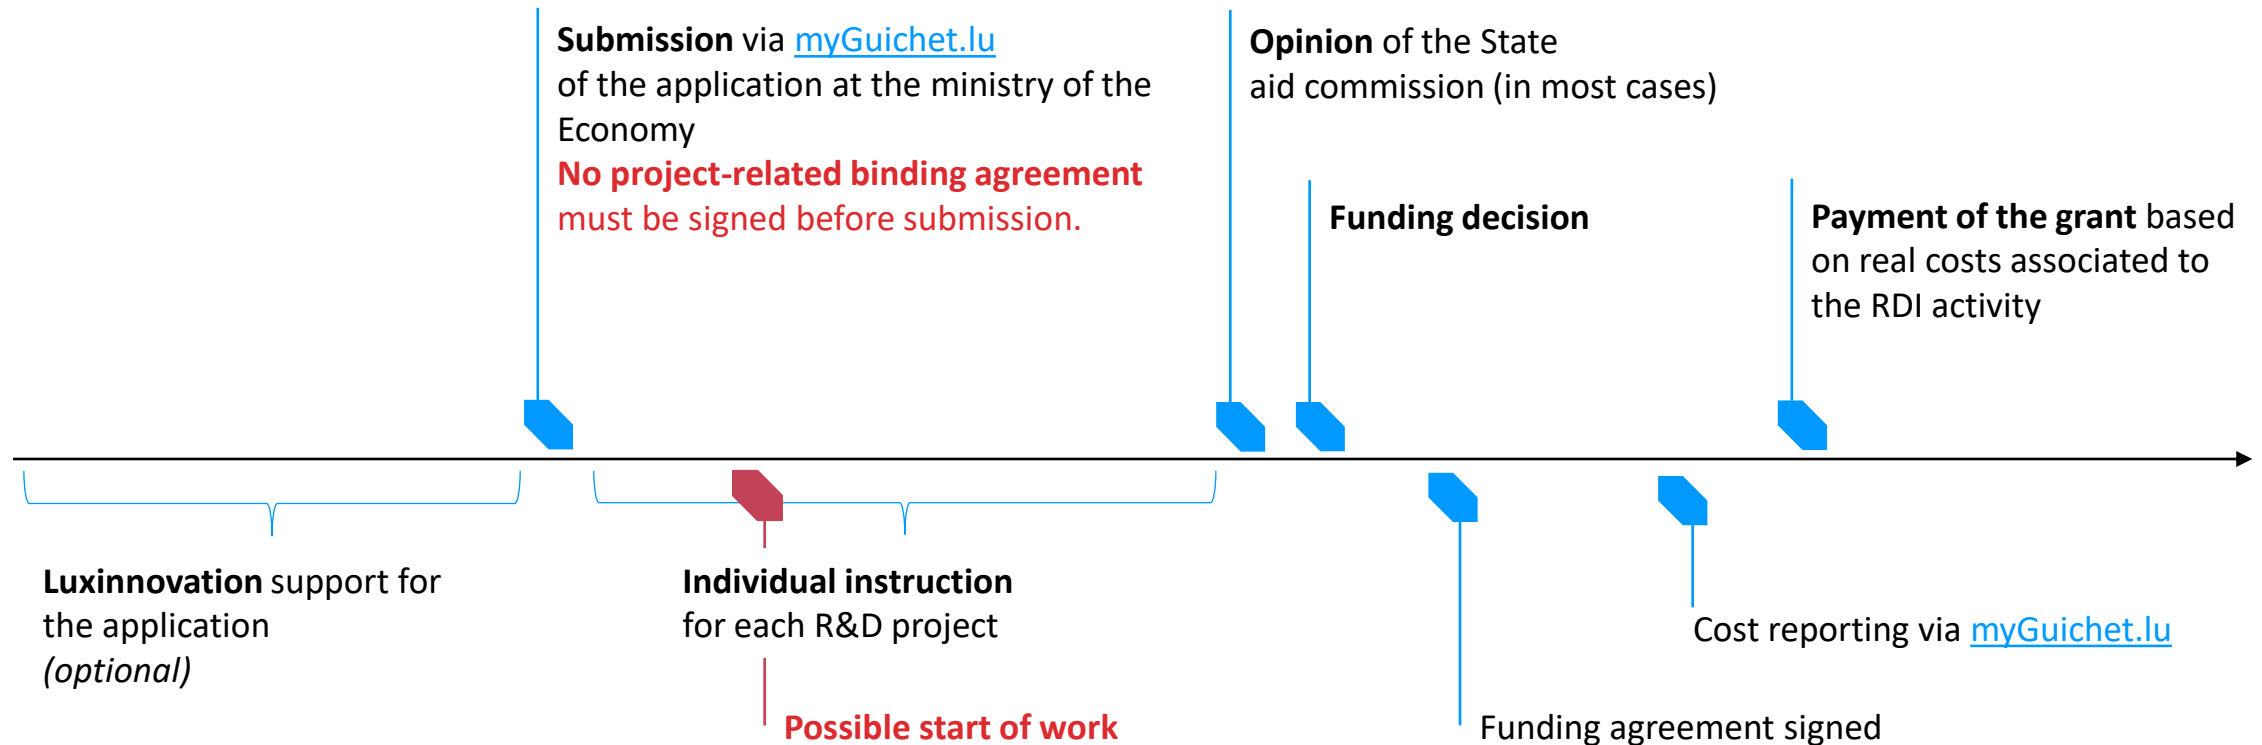 Submission via myGuichet.lu
of the application at the ministry of the
Economy
No project-related binding agreement
must be signed before submission.
Opinion of the State
aid commission (in most cases)
Funding decision
Payment of the grant based
on real costs associated to
the RDI activity
Luxinnovation support for
the application
(optional)
Individual instruction
for each R&D project
Possible start of work
Cost reporting via myGuichet.lu
Funding agreement signed